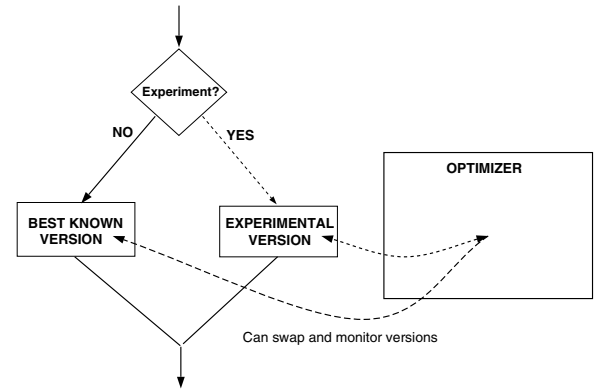 Experiment?
NO
YES
OPTIMIZER
BEST KNOWN
VERSION
EXPERIMENTAL
VERSION
Can swap and monitor versions